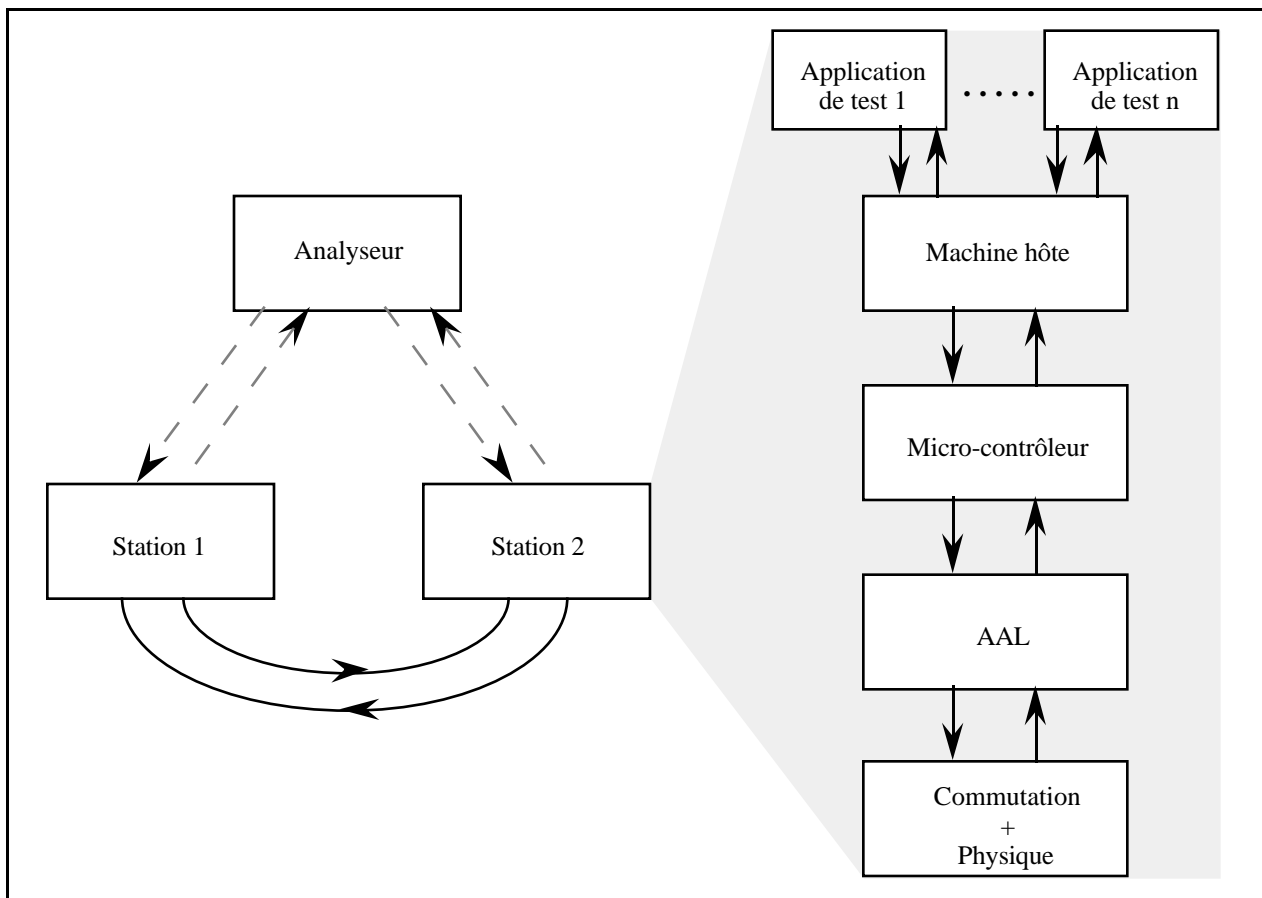 Application
de test 1
.....
Application
de test n
Analyseur
Machine hôte
Micro-contrôleur
Station 1
Station 2
AAL
Commutation
+
Physique